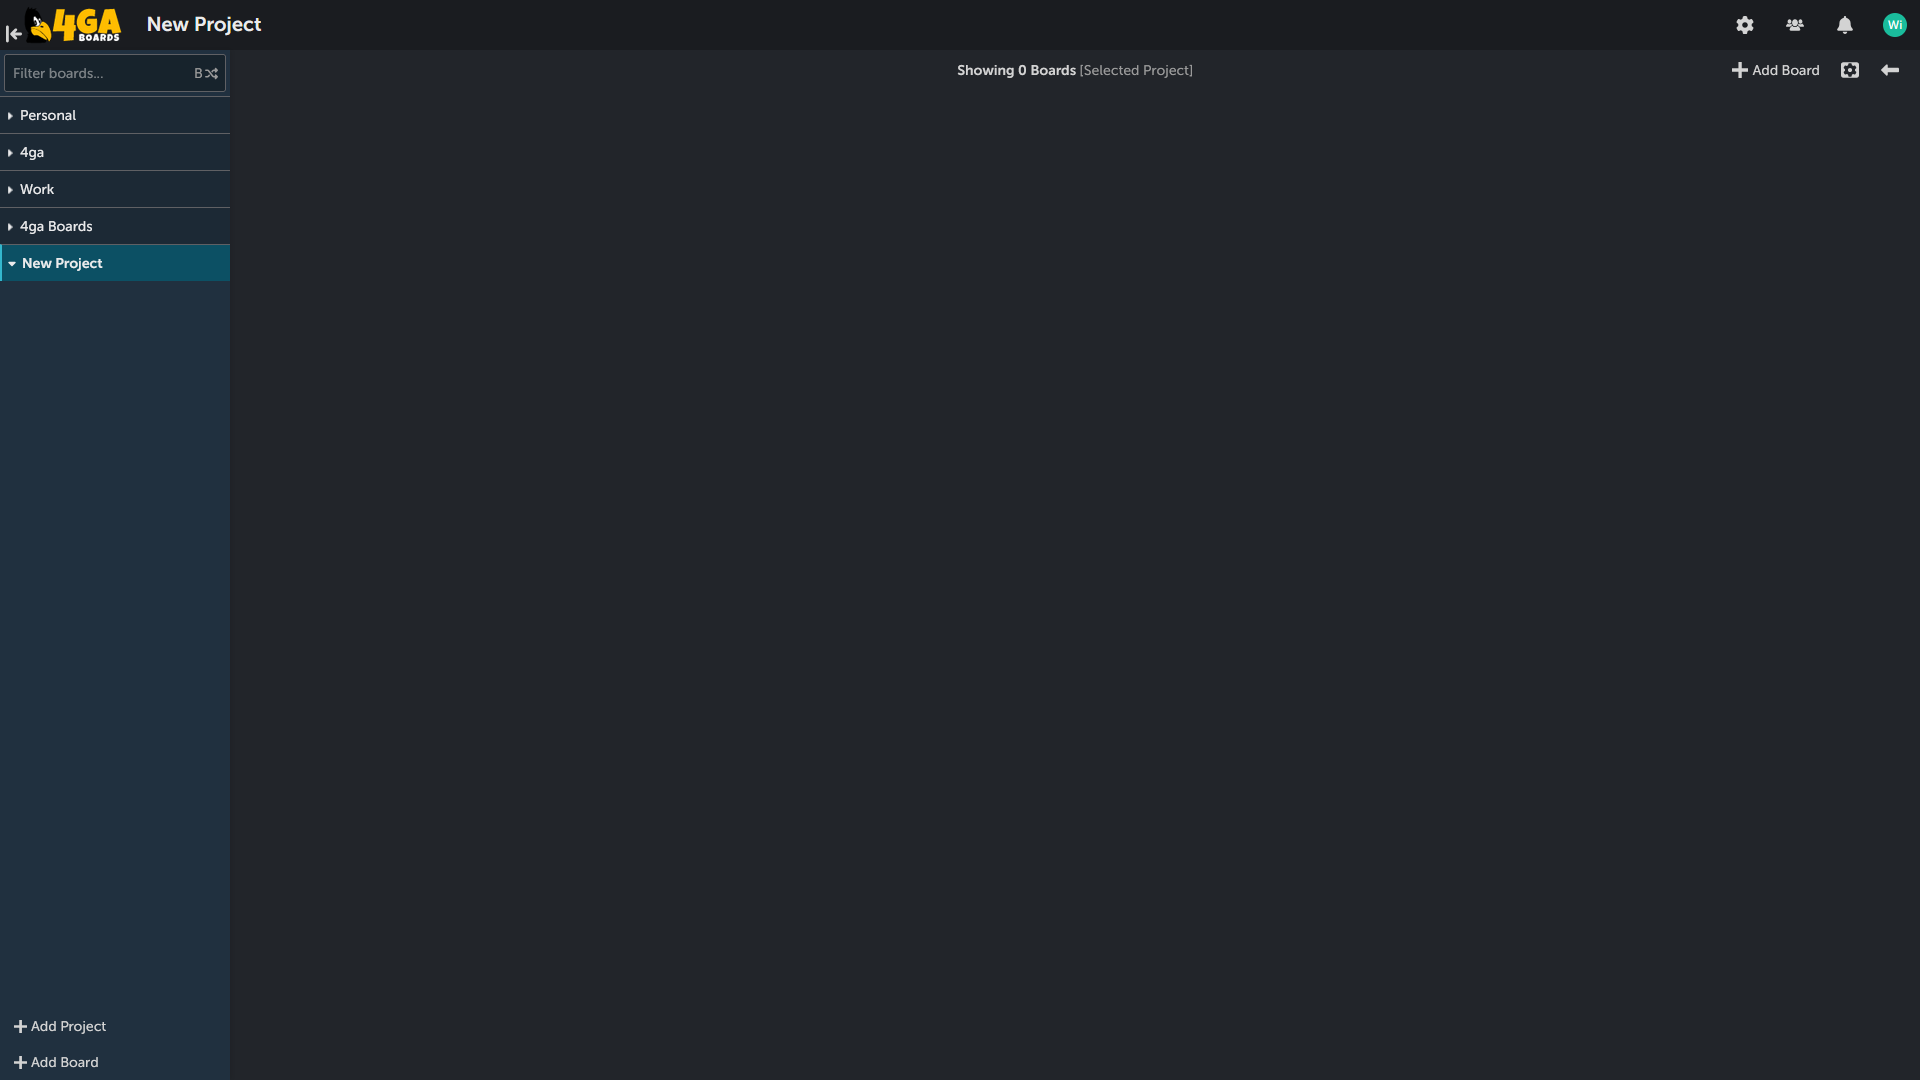 4GA BOARDS
New Project
Wi
Filter boards...
B
Showing 0 Boards [Selected Project]
Add Board
Personal
4ga
Work
4ga Boards
New Project
Add Project
Add Board